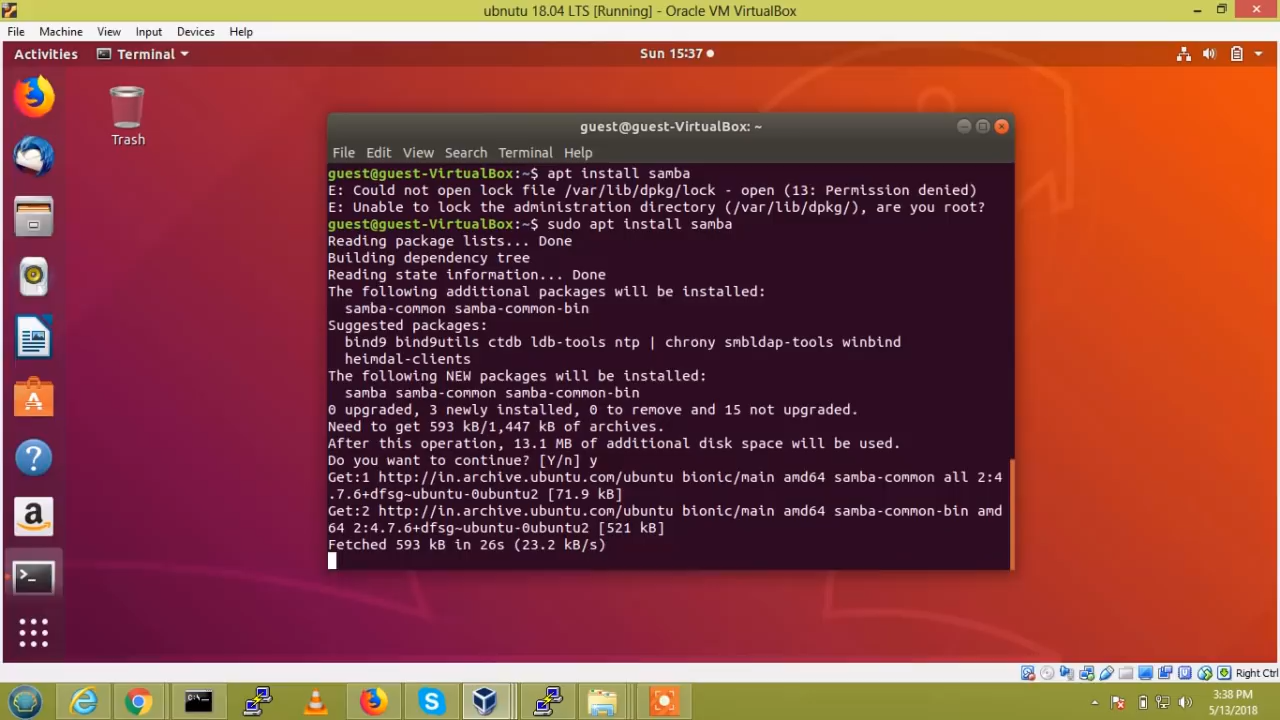 ubnutu 18.04 LTS [Running] - Oracle VM VirtualBox
File Machine View Input Devices Help
Activities Terminal Sun 15:37
Trash
guest@guest-VirtualBox: ~
File Edit View Search Terminal Help
guest@guest-VirtualBox:~$ apt install samba
E: Could not open lock file /var/lib/dpkg/lock - open (13: Permission denied)
E: Unable to lock the administration directory (/var/lib/dpkg/), are you root?
guest@guest-VirtualBox:~$ sudo apt install samba
Reading package lists... Done
Building dependency tree
Reading state information... Done
The following additional packages will be installed:
samba-common samba-common-bin
Suggested packages:
bind9 bind9utils ctdb ldb-tools ntp | chrony smbldap-tools winbind
heimdal-clients
The following NEW packages will be installed:
samba samba-common samba-common-bin
0 upgraded, 3 newly installed, 0 to remove and 15 not upgraded.
Need to get 593 kB/1,447 kB of archives.
After this operation, 13.1 MB of additional disk space will be used.
Do you want to continue? [Y/n] y
Get:1 http://in.archive.ubuntu.com/ubuntu bionic/main amd64 samba-common all 2:4
.7.6+dfsg~ubuntu-0ubuntu2 [71.9 kB]
Get:2 http://in.archive.ubuntu.com/ubuntu bionic/main amd64 samba-common-bin amd
64 2:4.7.6+dfsg~ubuntu-0ubuntu2 [521 kB]
Fetched 593 kB in 26s (23.2 kB/s)
Right Ctrl
3:38 PM
5/13/2018